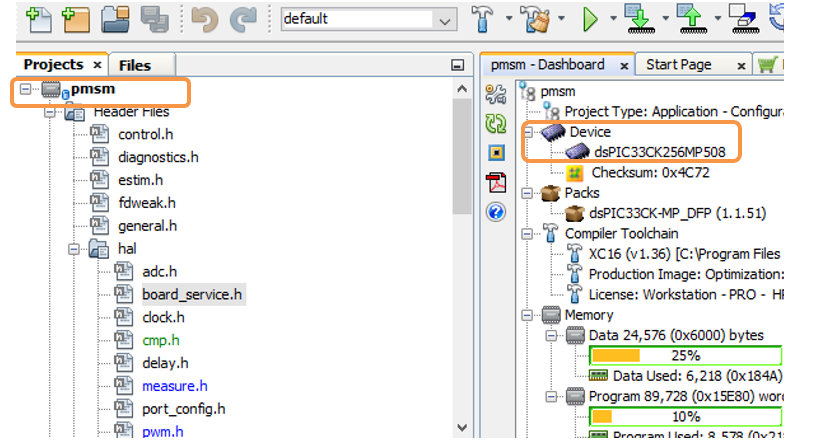 default
Projects
Files
pmsm
Header Files
control.h
diagnostics.h
estim.h
fdweak.h
general.h
hal
adc.h
board_service.h
clock.h
cmp.h
delay.h
measure.h
port_config.h
pwm.h
pmsm - Dashboard
Start Page
pmsm
Project Type: Application - Configura
Device
dsPIC33CK256MP508
Checksum: 0x4C72
Packs
dsPIC33CK-MP_DFP (1.1.51)
Compiler Toolchain
XC16 (v1.36) [C:\Program Files
Production Image: Optimization:
License: Workstation - PRO - H
Memory
Data 24,576 (0x6000) bytes
25%
Data Used: 6,218 (0x184A)
Program 89,728 (0x15E80) word
10%
Program Used: 8,578 (0x21